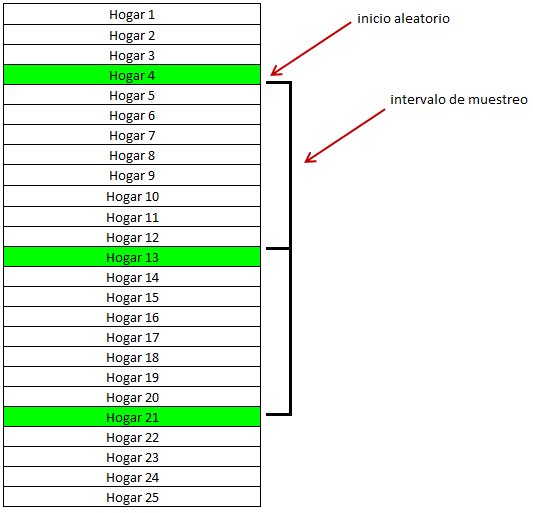 Hogar 1
inicio aleatorio
Hogar 2
Hogar 3
Hogar 4
Hogar 5
intervalo de muestreo
Hogar 6
Hogar 7
Hogar 8
Hogar 9
Hogar 10
Hogar 11
Hogar 12
Hogar 13
Hogar 14
Hogar 15
Hogar 16
Hogar 17
Hogar 18
Hogar 19
Hogar 20
Hogar 21
Hogar 22
Hogar 23
Hogar 24
Hogar 25